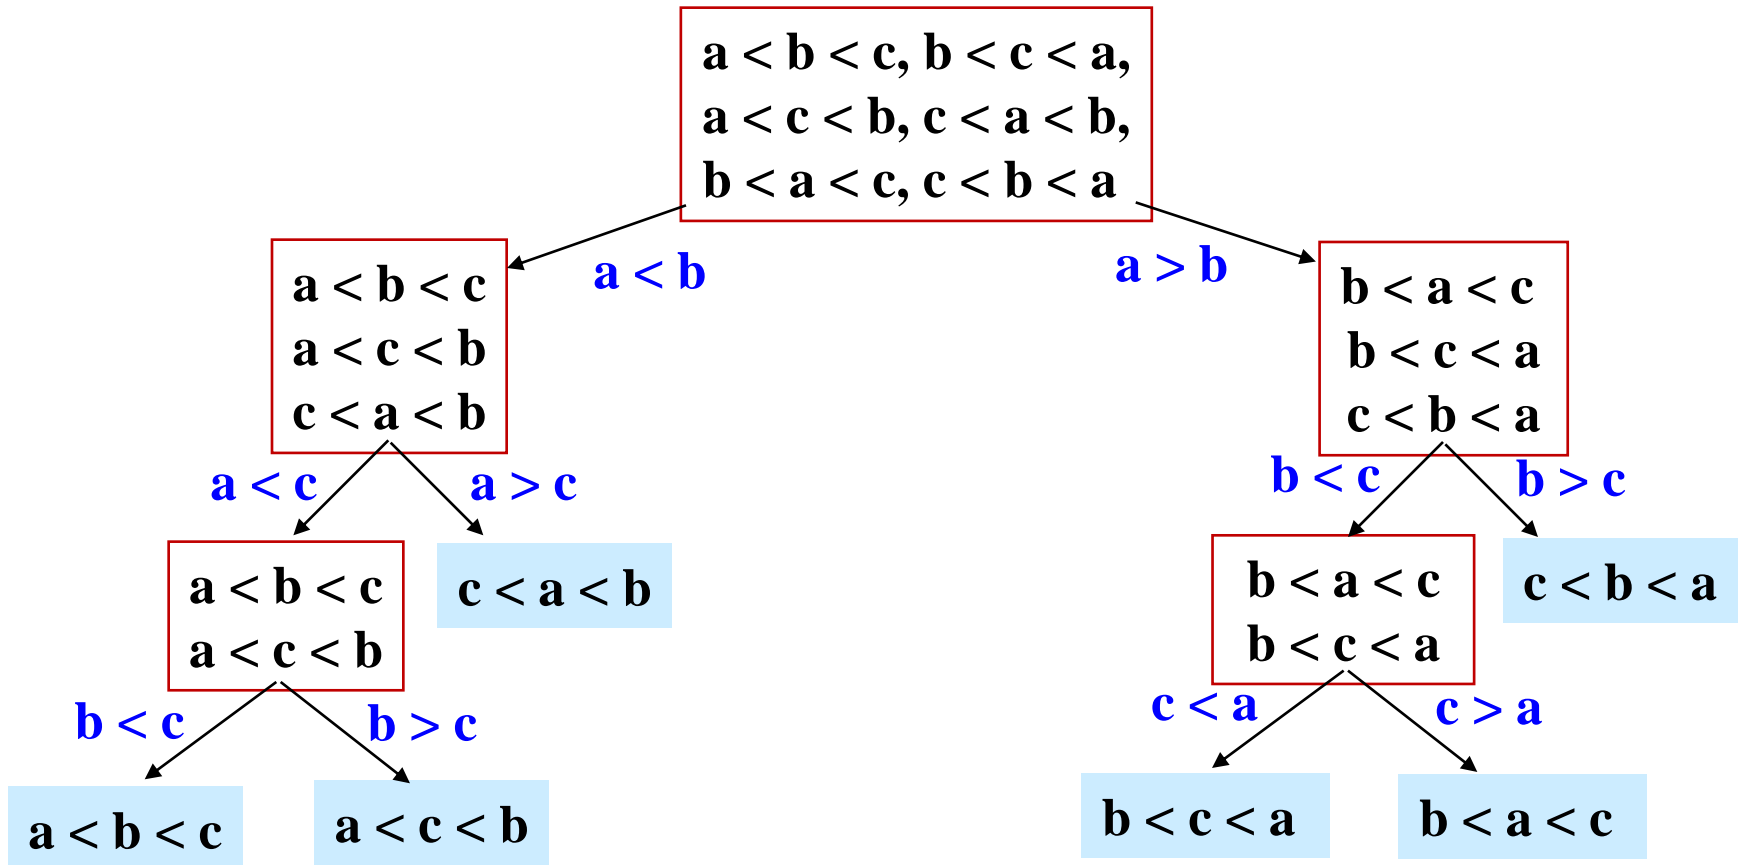 a < b < c, b < c < a,
a < c < b, c < a < b,
b < a < c, c < b < a
a < b
a > b
a < b < c
a < c < b
c < a < b
b < a < c
b < c < a
c < b < a
a < c
a > c
b < c
b > c
a < b < c
a < c < b
c < a < b
b < a < c
b < c < a
c < b < a
b < c
b > c
c < a
c > a
a < b < c
a < c < b
b < c < a
b < a < c